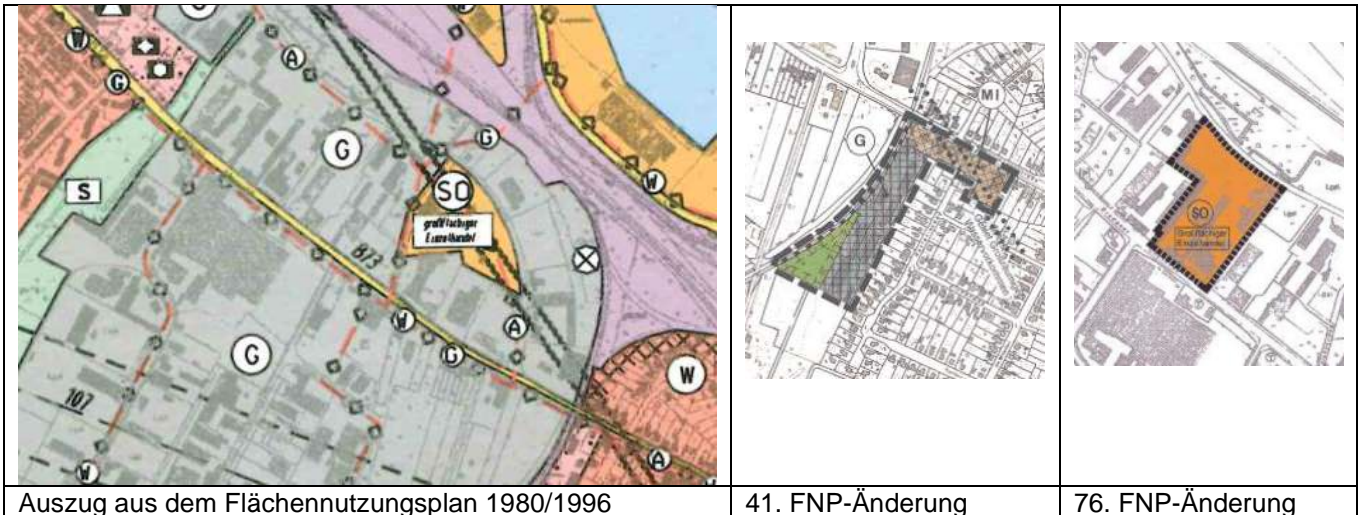 W
A
G
G
G
W
SO
großflächiger
Einzelhandel
S
B73
W
A
G
G
W
107
W
A
MI
G
SO
Großflächiger
Einzelhandel
Auszug aus dem Flächennutzungsplan 1980/1996
41. FNP-Änderung
76. FNP-Änderung